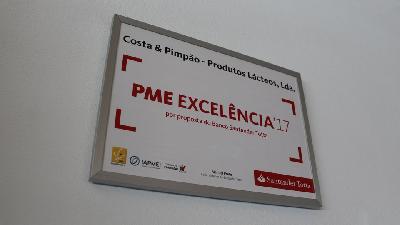 Costa & Pimpão - Produtos Lácteos, Lda.
PME EXCELÊNCIA'17
por proposta do Banco Santander Totta
IAPMEI
Santander Totta